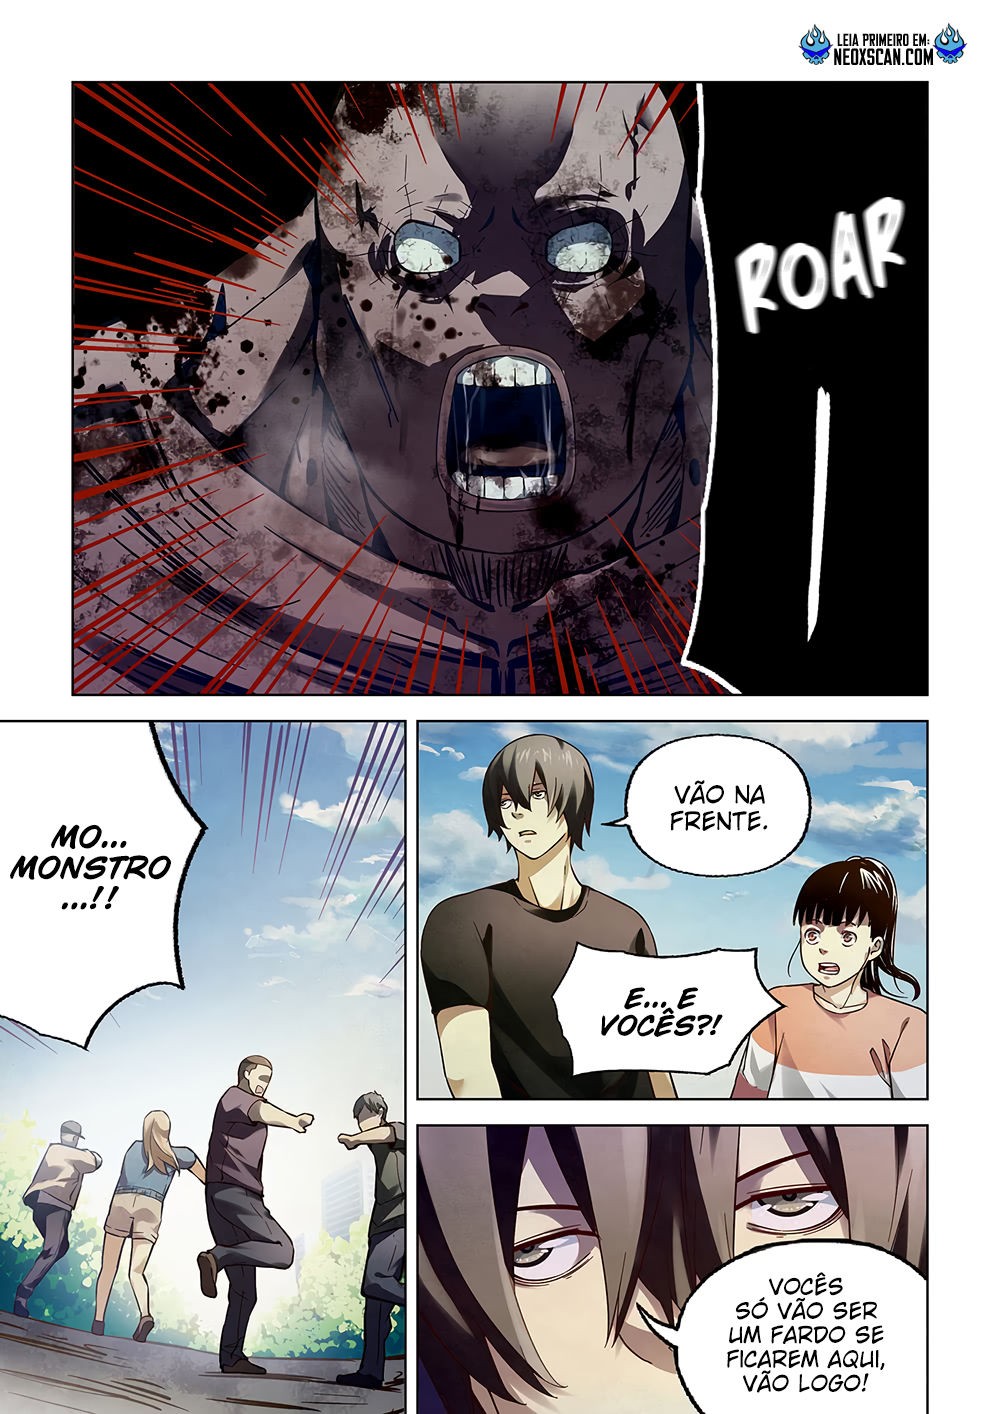 LEIA PRIMEIRO EM:
NEOXSCAN.COM
ROAR
MO...
MONSTRO
...!!
VÃO NA
FRENTE.
E... E
VOCÊS?!
VOCÊS
SÓ VÃO SER
UM FARDO SE
FICAREM AQUI,
VÃO LOGO!